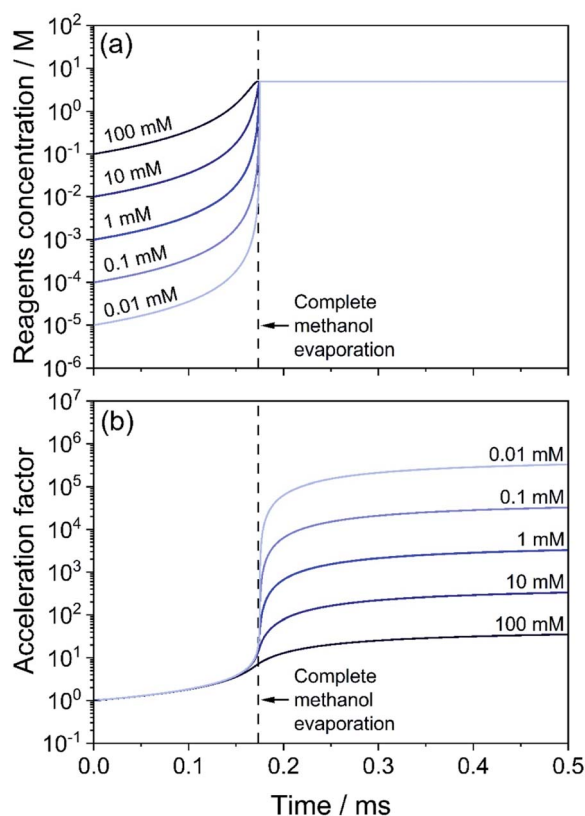 (a)
Reagents concentration / M
10⁵
10⁴
10³
10²
10¹
10⁰
10⁻¹
10⁻²
10⁻³
10⁻⁴
10⁻⁵
10⁻⁶
100 mM
10 mM
1 mM
0.1 mM
0.01 mM
Complete
methanol
evaporation
(b)
Acceleration factor
10⁷
10⁶
10⁵
10⁴
10³
10²
10¹
10⁰
10⁻¹
0.01 mM
0.1 mM
1 mM
10 mM
100 mM
Complete
methanol
evaporation
0.0 0.1 0.2 0.3 0.4 0.5
Time / ms